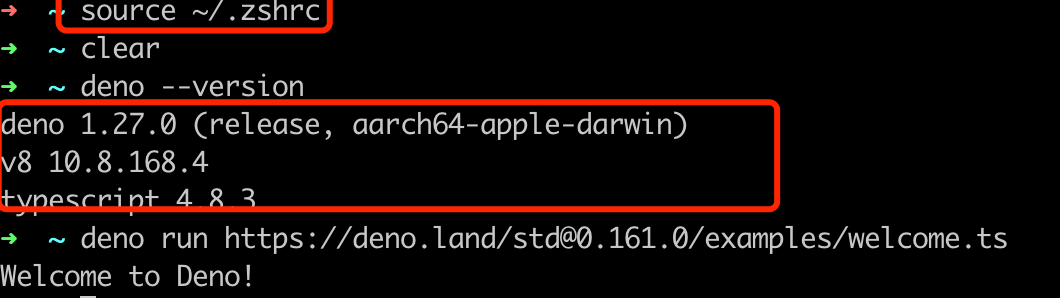 ➜ ~ source ~/.zshrc
➜ ~ clear
➜ ~ deno --version
deno 1.27.0 (release, aarch64-apple-darwin)
v8 10.8.168.4
typescript 4.8.3
➜ ~ deno run https://deno.land/std@0.161.0/examples/welcome.ts
Welcome to Deno!